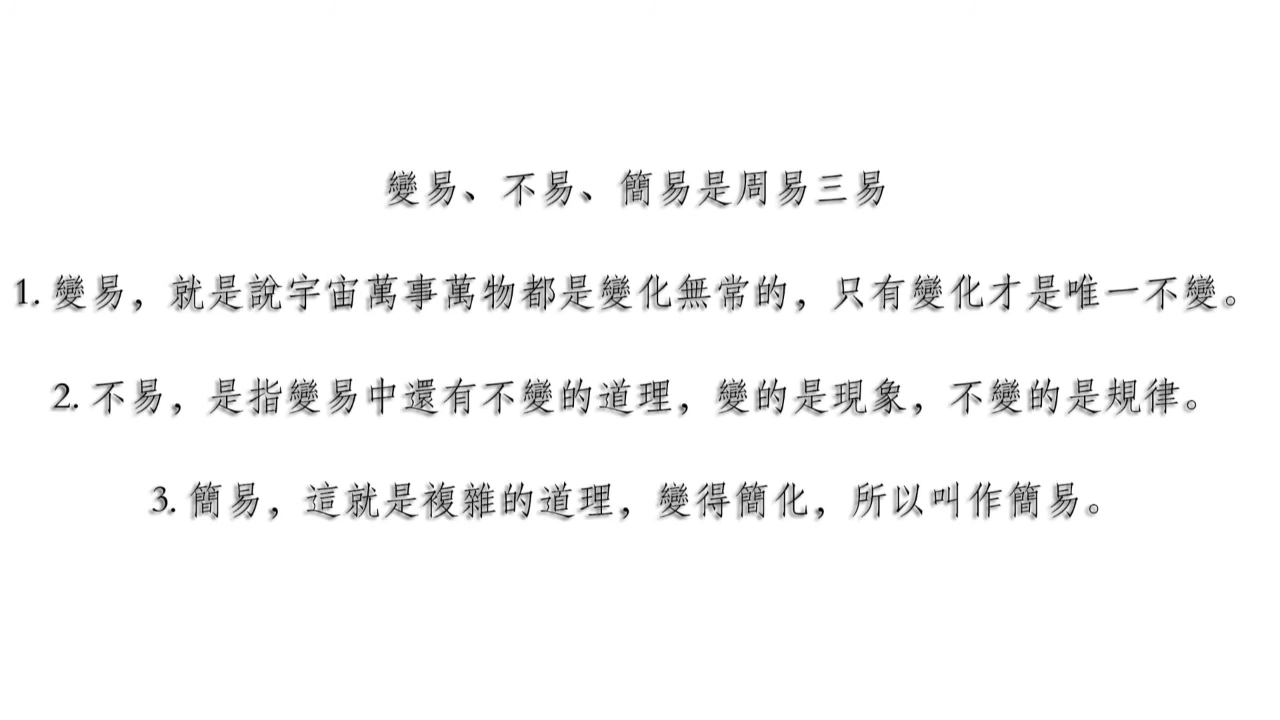 變易、不易、簡易是周易三易
1. 變易，就是說宇宙萬事萬物都是變化無常的，只有變化才是唯一不變。
2. 不易，是指變易中還有不變的道理，變的是現象，不變的是規律。
3. 簡易，這就是複雜的道理，變得簡化，所以叫作簡易。